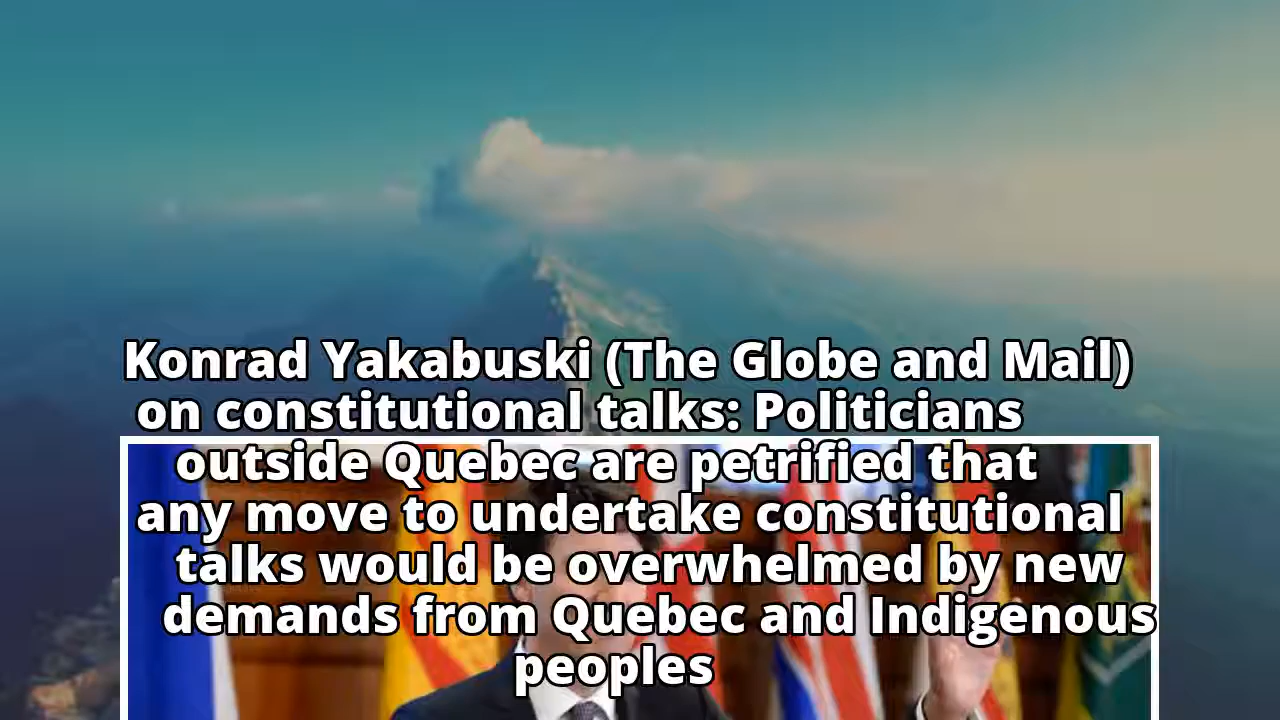 Konrad Yakabuski (The Globe and Mail)
on constitutional talks: Politicians
outside Quebec are petrified that
any move to undertake constitutional
talks would be overwhelmed by new
demands from Quebec and Indigenous
peoples